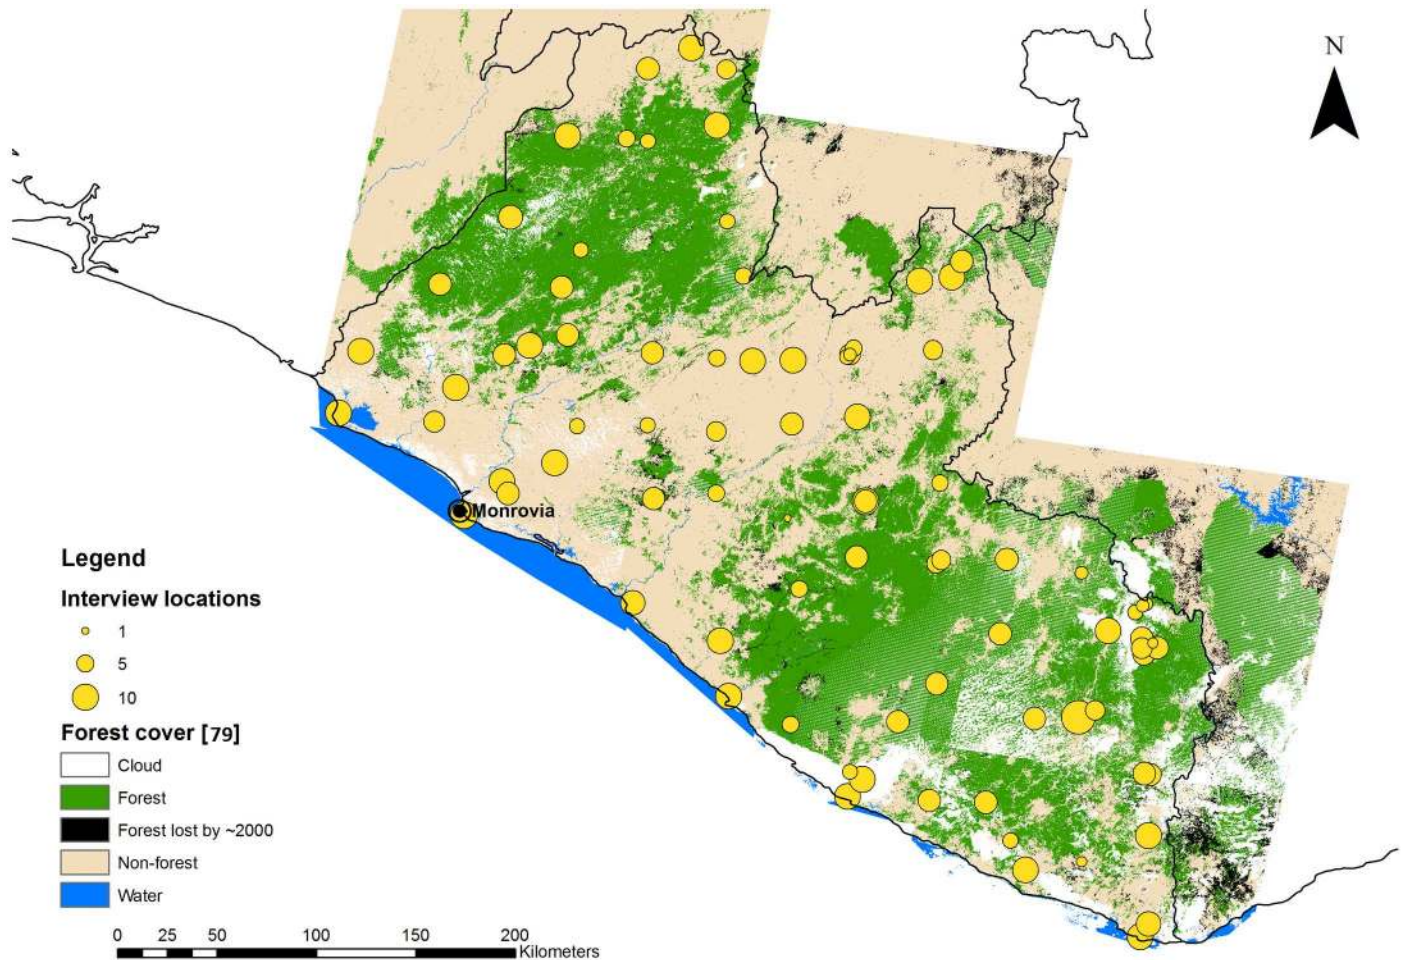 N
Monrovia
Legend
Interview locations
1
5
10
Forest cover [79]
Cloud
Forest
Forest lost by ~2000
Non-forest
Water
0 25 50 100 150 200
Kilometers